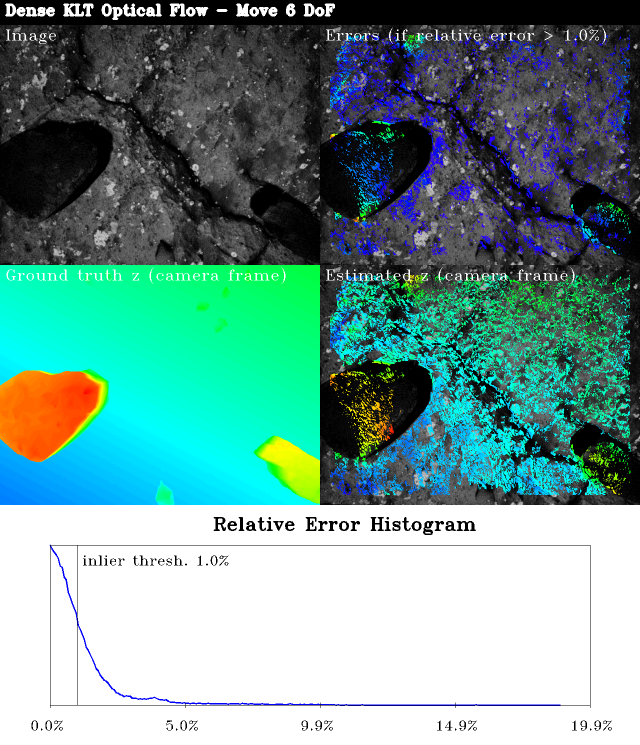 Dense KLT Optical Flow - Move 6 DoF
Image
Errors (if relative error > 1.0%)
Ground truth z (camera frame)
Estimated z (camera frame)
Relative Error Histogram
inlier thresh. 1.0%
0.0%
5.0%
9.9%
14.9%
19.9%